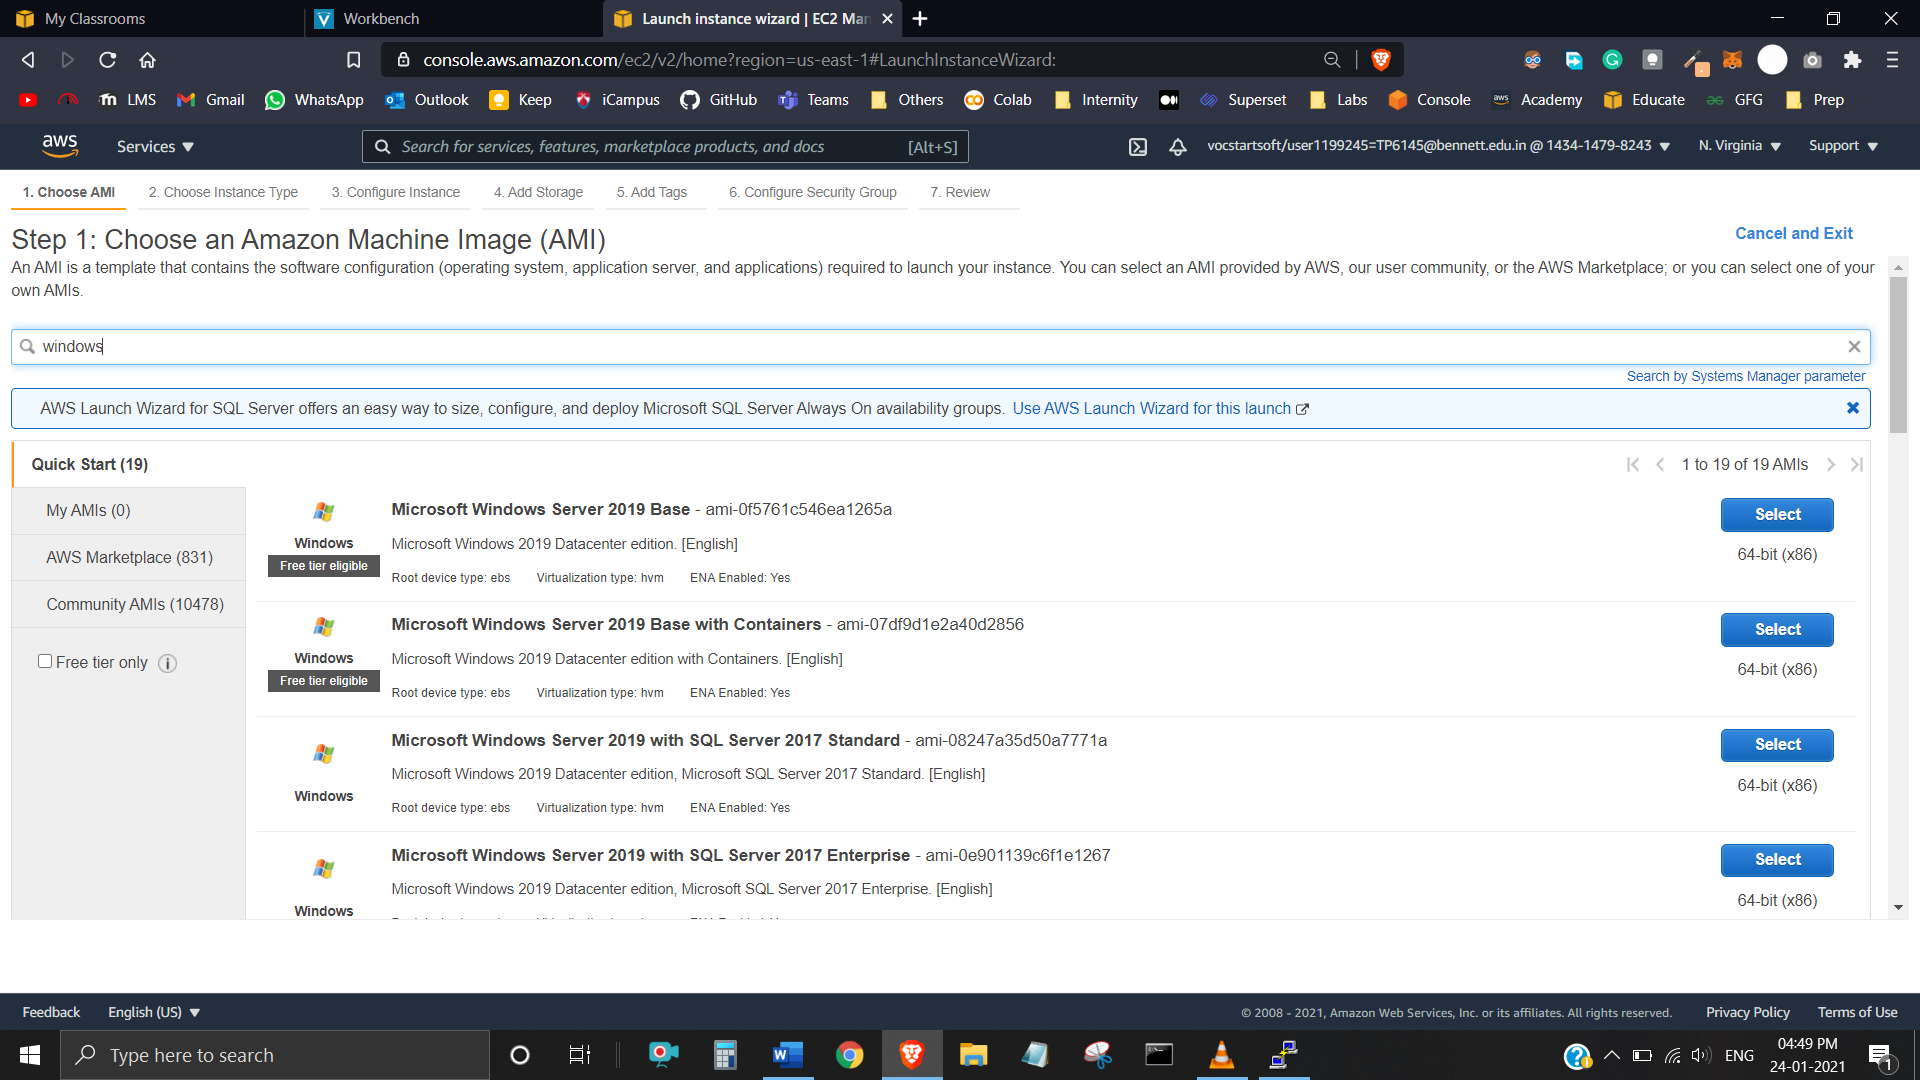 My Classrooms
Workbench
Launch instance wizard | EC2 Man
console.aws.amazon.com/ec2/v2/home?region=us-east-1#LaunchInstanceWizard:
LMS
Gmail
WhatsApp
Outlook
Keep
iCampus
GitHub
Teams
Others
Colab
Internity
Superset
Labs
Console
aws
Academy
Educate
GFG
Prep
aws
Services
Search for services, features, marketplace products, and docs
[Alt+S]
vocstartsoft/user1199245=TP6145@bennett.edu.in @ 1434-1479-8243
N. Virginia
Support
1. Choose AMI
2. Choose Instance Type
3. Configure Instance
4. Add Storage
5. Add Tags
6. Configure Security Group
7. Review
Step 1: Choose an Amazon Machine Image (AMI)
Cancel and Exit
An AMI is a template that contains the software configuration (operating system, application server, and applications) required to launch your instance. You can select an AMI provided by AWS, our user community, or the AWS Marketplace; or you can select one of your
own AMIs.
windows
Search by Systems Manager parameter
AWS Launch Wizard for SQL Server offers an easy way to size, configure, and deploy Microsoft SQL Server Always On availability groups. Use AWS Launch Wizard for this launch
Quick Start (19)
1 to 19 of 19 AMIs
My AMIs (0)
AWS Marketplace (831)
Community AMIs (10478)
Free tier only
Microsoft Windows Server 2019 Base - ami-0f5761c546ea1265a
Select
Windows
Free tier eligible
Microsoft Windows 2019 Datacenter edition. [English]
64-bit (x86)
Root device type: ebs
Virtualization type: hvm
ENA Enabled: Yes
Microsoft Windows Server 2019 Base with Containers - ami-07df9d1e2a40d2856
Select
Windows
Free tier eligible
Microsoft Windows 2019 Datacenter edition with Containers. [English]
64-bit (x86)
Root device type: ebs
Virtualization type: hvm
ENA Enabled: Yes
Microsoft Windows Server 2019 with SQL Server 2017 Standard - ami-08247a35d50a7771a
Select
Windows
Microsoft Windows 2019 Datacenter edition, Microsoft SQL Server 2017 Standard. [English]
64-bit (x86)
Root device type: ebs
Virtualization type: hvm
ENA Enabled: Yes
Microsoft Windows Server 2019 with SQL Server 2017 Enterprise - ami-0e901139c6f1e1267
Select
Windows
Microsoft Windows 2019 Datacenter edition, Microsoft SQL Server 2017 Enterprise. [English]
64-bit (x86)
Feedback
English (US)
© 2008 - 2021, Amazon Web Services, Inc. or its affiliates. All rights reserved.
Privacy Policy
Terms of Use
Type here to search
ENG
04:49 PM
24-01-2021
1